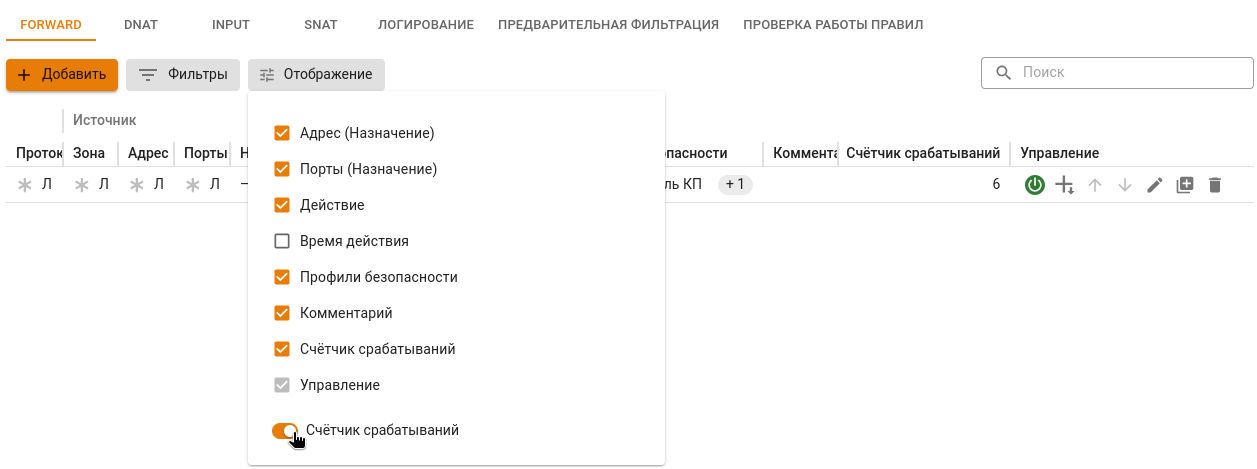 FORWARD DNAT INPUT SNAT ЛОГИРОВАНИЕ ПРЕДВАРИТЕЛЬНАЯ ФИЛЬТРАЦИЯ ПРОВЕРКА РАБОТЫ ПРАВИЛ
Добавить Фильтры Отображение Поиск
Источник
Проток Зона Адрес Порты Н пасности Коммента Счётчик срабатываний Управление
Л Л Л Л ль КП + 1 6
Адрес (Назначение)
Порты (Назначение)
Действие
Время действия
Профили безопасности
Комментарий
Счётчик срабатываний
Управление
Счётчик срабатываний